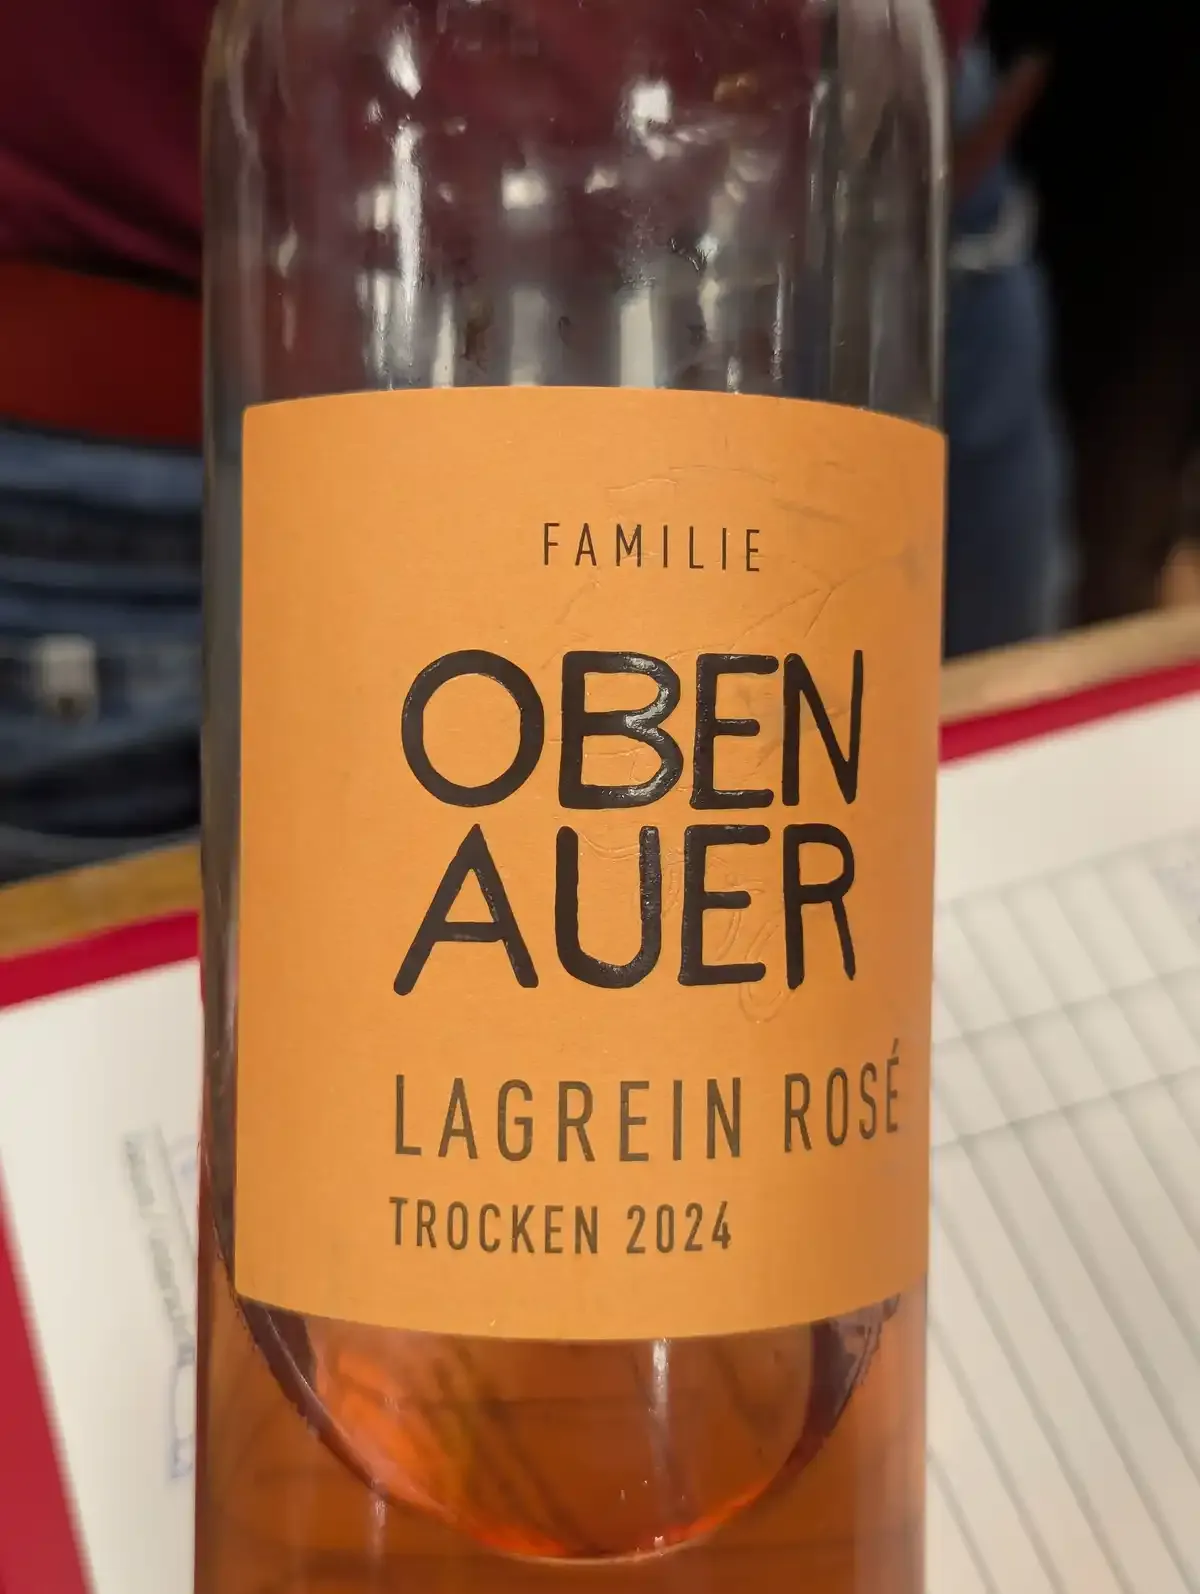 FAMILIE
OBEN
AUER
LAGREIN ROSÉ
TROCKEN 2024